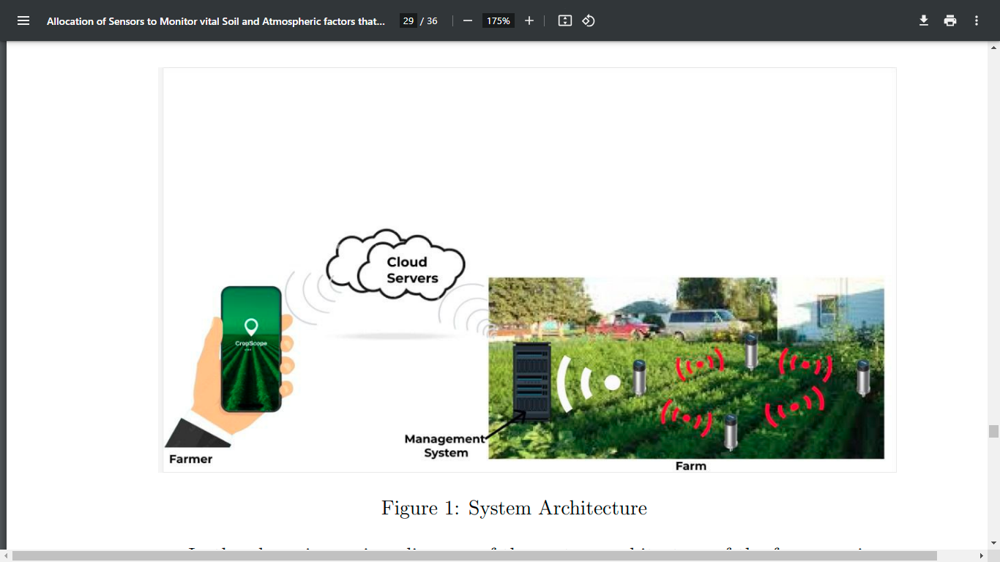 Allocation of Sensors to Monitor vital Soil and Atmospheric factors that...
29 / 36
175%
Cloud
Servers
CropScope
Management
System
Farmer
Farm
Figure 1: System Architecture